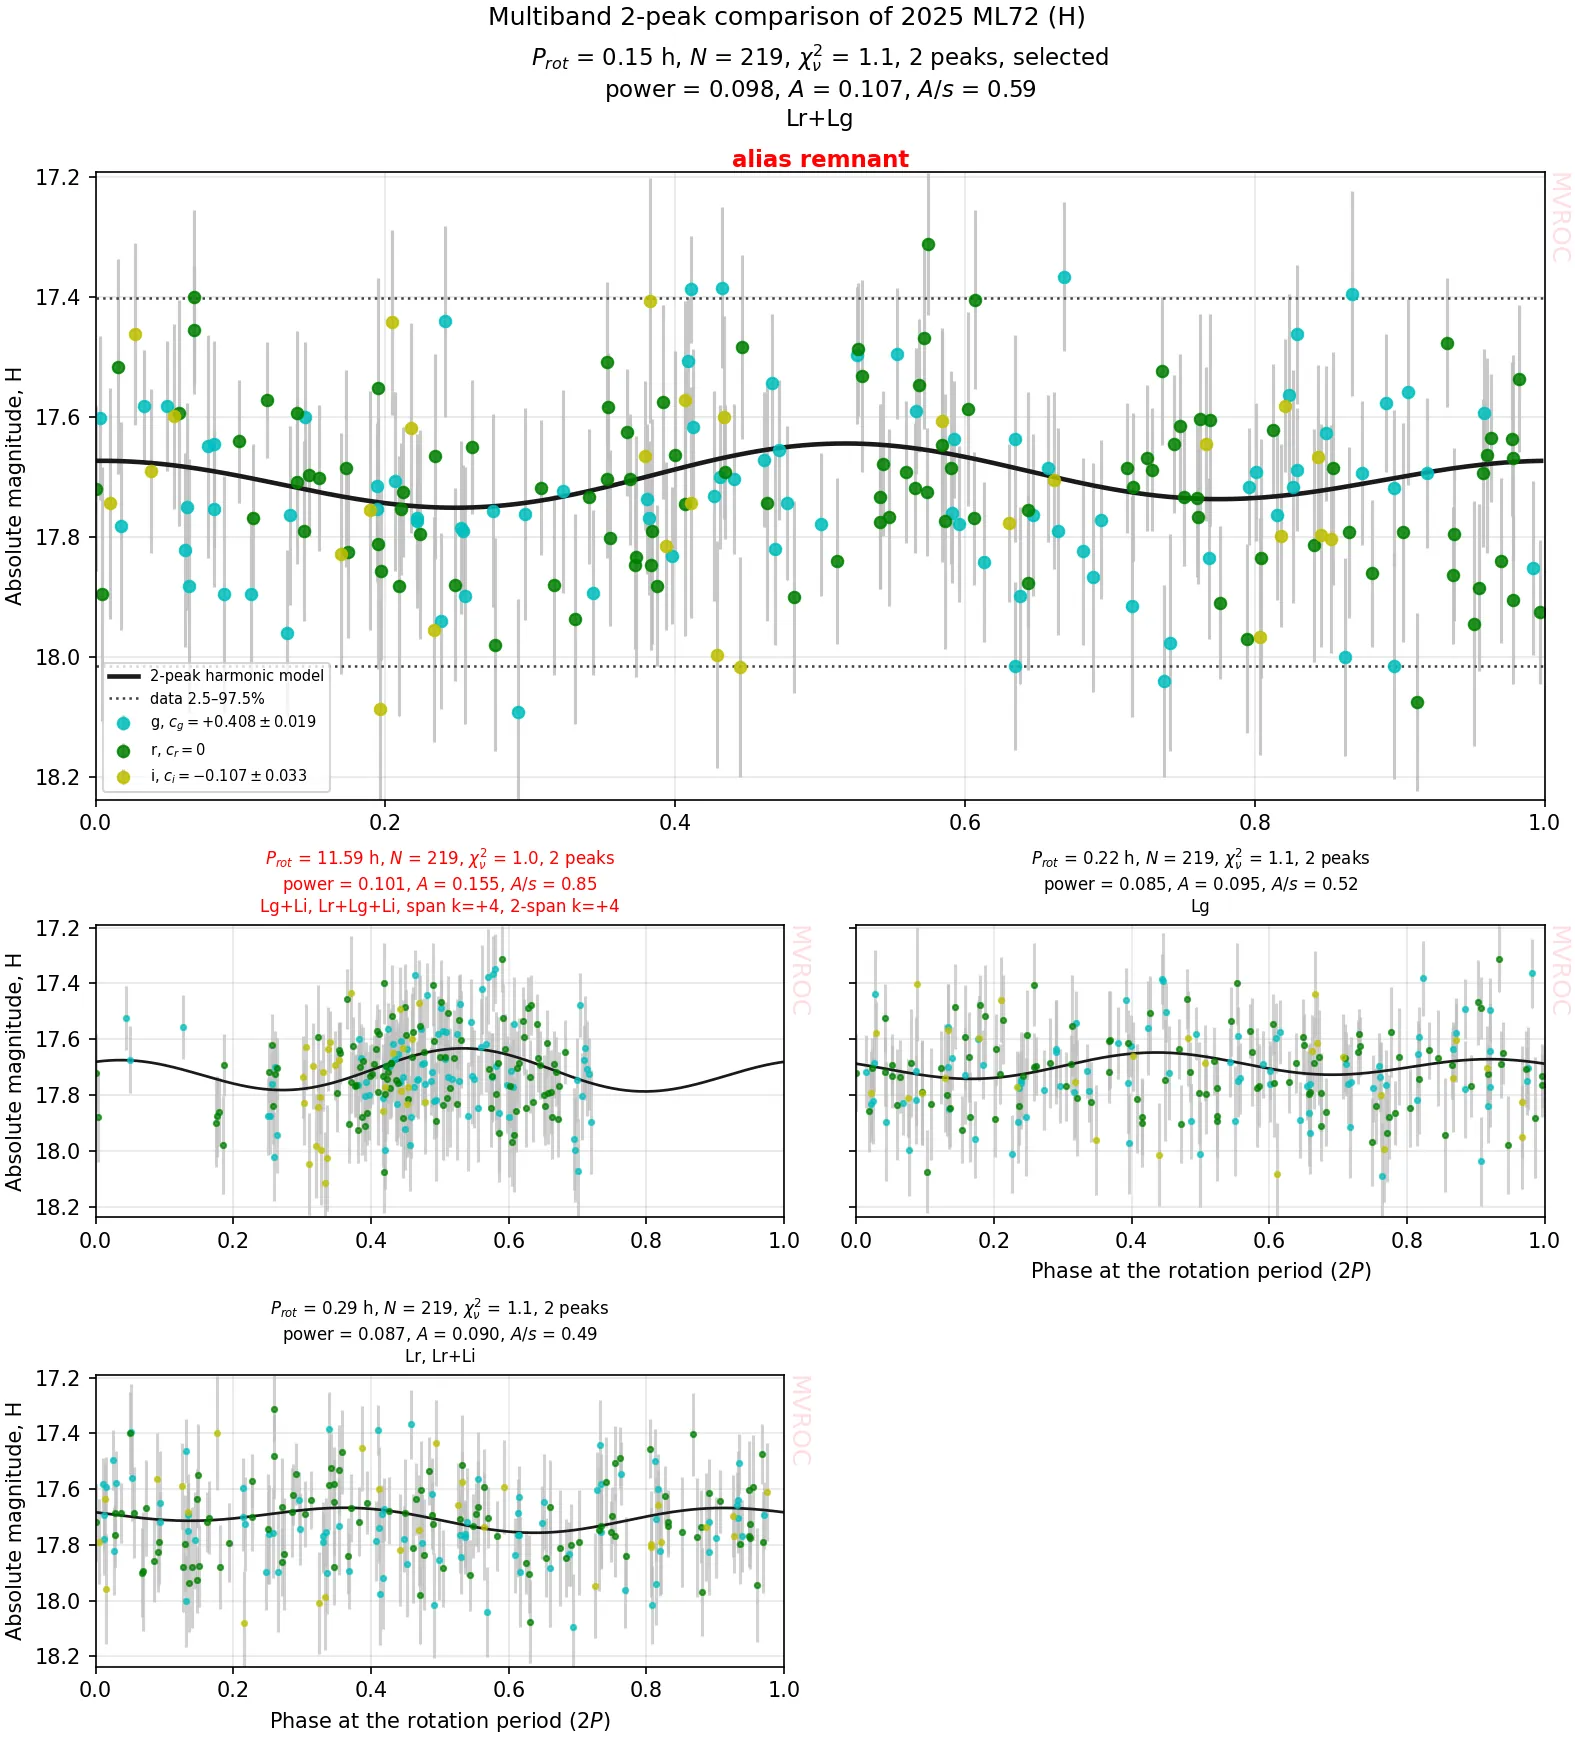 Multiband 2-peak comparison of 2025 ML72 (H)
P_rot = 0.15 h, N = 219, χ²_ν = 1.1, 2 peaks, selected
power = 0.098, A = 0.107, A/s = 0.59
Lr+Lg
alias remnant
MVROC
Absolute magnitude, H
17.2
17.4
17.6
17.8
18.0
18.2
2-peak harmonic model
data 2.5–97.5%
g, c_g = +0.408 ± 0.019
r, c_r = 0
i, c_i = −0.107 ± 0.033
0.0 0.2 0.4 0.6 0.8 1.0
P_rot = 11.59 h, N = 219, χ²_ν = 1.0, 2 peaks
power = 0.101, A = 0.155, A/s = 0.85
Lg+Li, Lr+Lg+Li, span k=+4, 2-span k=+4
MVROC
Absolute magnitude, H
17.2
17.4
17.6
17.8
18.0
18.2
0.0 0.2 0.4 0.6 0.8 1.0
P_rot = 0.22 h, N = 219, χ²_ν = 1.1, 2 peaks
power = 0.085, A = 0.095, A/s = 0.52
Lg
MVROC
0.0 0.2 0.4 0.6 0.8 1.0
Phase at the rotation period (2P)
P_rot = 0.29 h, N = 219, χ²_ν = 1.1, 2 peaks
power = 0.087, A = 0.090, A/s = 0.49
Lr, Lr+Li
MVROC
Absolute magnitude, H
17.2
17.4
17.6
17.8
18.0
18.2
0.0 0.2 0.4 0.6 0.8 1.0
Phase at the rotation period (2P)